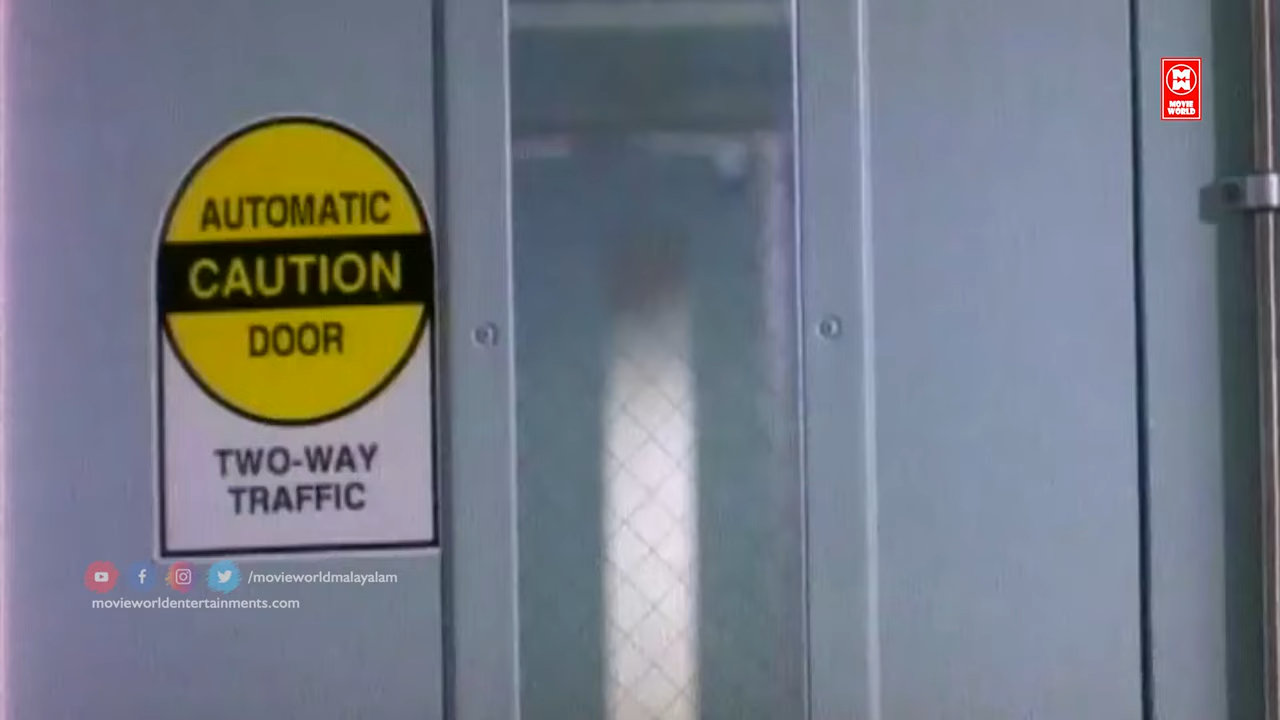 AUTOMATIC
CAUTION
DOOR
TWO-WAY
TRAFFIC
MOVIE
WORLD
/movieworldmalayalam
movieworldentertainments.com